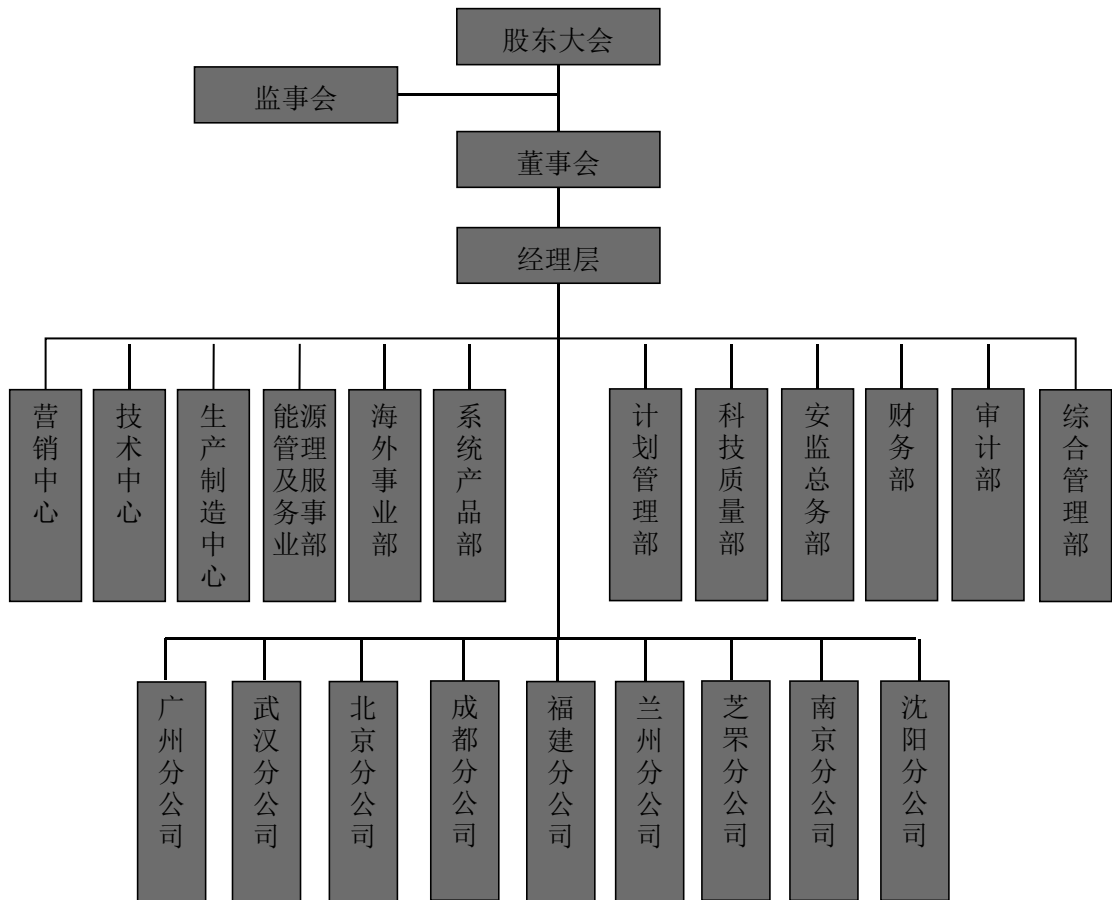 股东大会
监事会
董事会
经理层
营销中心
技术中心
生产制造中心
能源管理及服务事业部
海外事业部
系统产品部
计划管理部
科技质量部
安监总务部
财务部
审计部
综合管理部
广州分公司
武汉分公司
北京分公司
成都分公司
福建分公司
兰州分公司
芝罘分公司
南京分公司
沈阳分公司